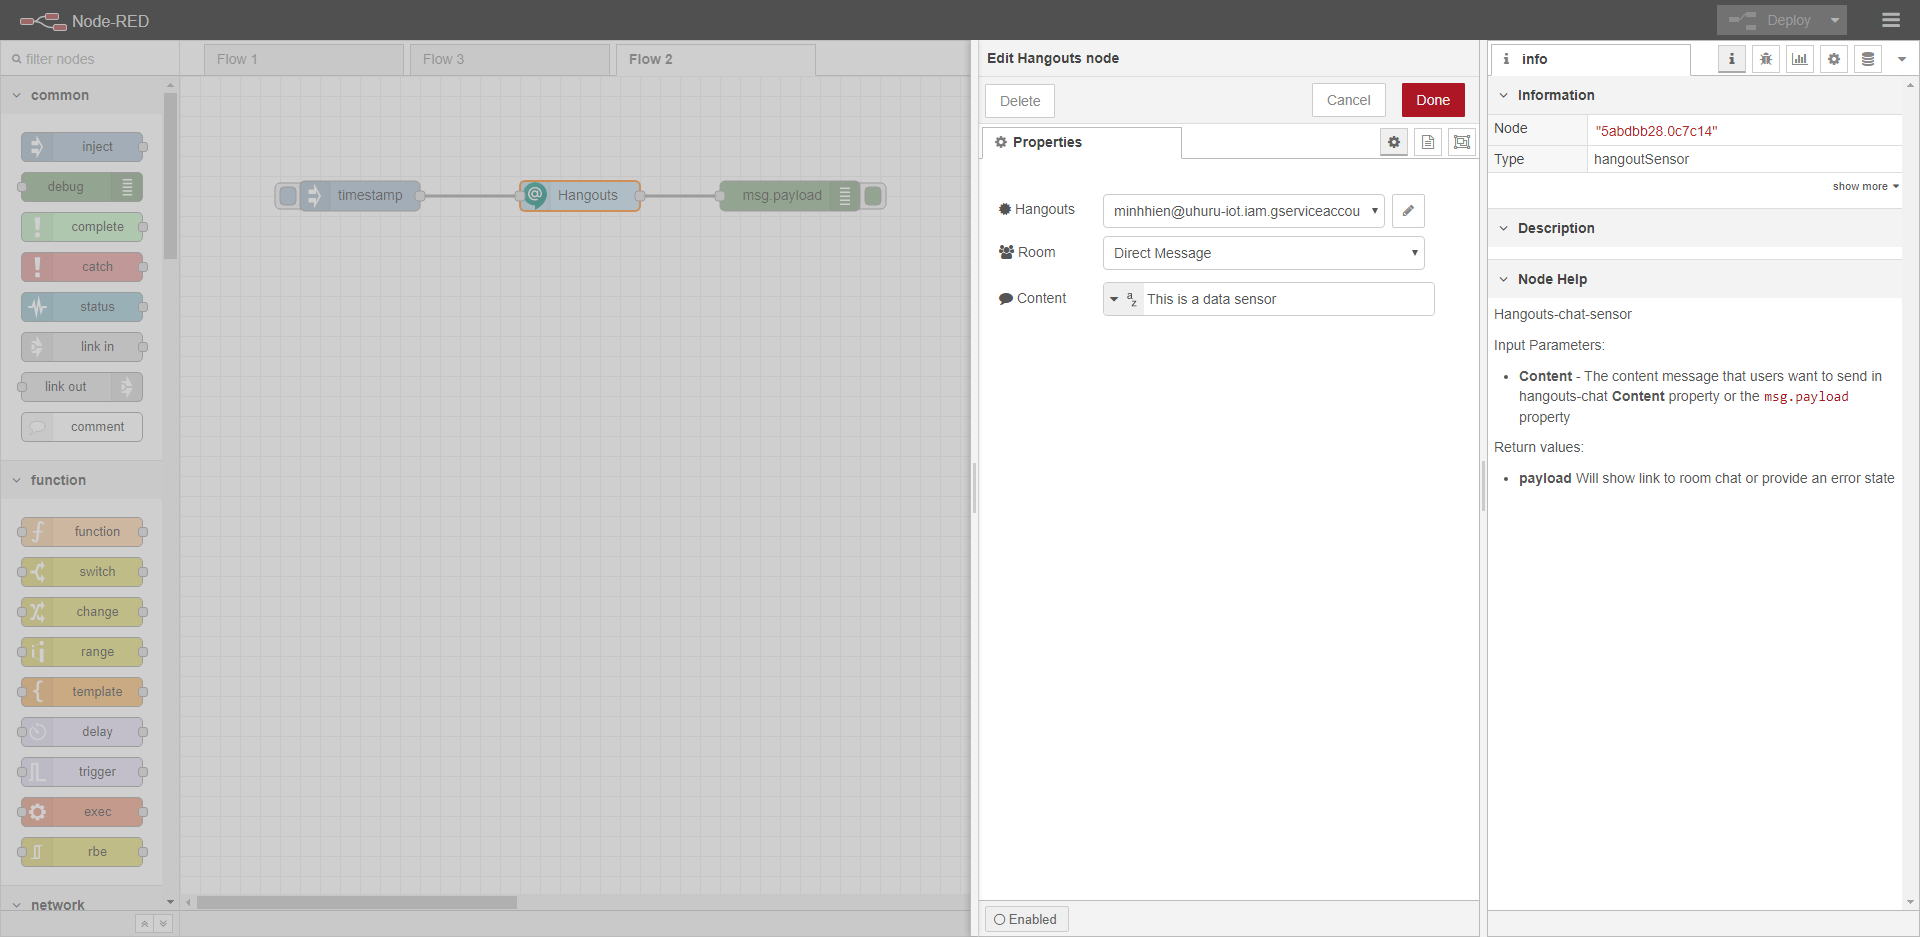 Node-RED
Deploy
filter nodes
common
inject
debug
complete
catch
status
link in
link out
comment
function
function
switch
change
range
template
delay
trigger
exec
rbe
network
Flow 1
Flow 3
Flow 2
timestamp
Hangouts
msg.payload
Edit Hangouts node
Delete
Cancel
Done
Properties
Hangouts
minhhien@uhuru-iot.iam.gserviceaccou
Room
Direct Message
Content
This is a data sensor
Enabled
info
Information
Node
"5abdbb28.0c7c14"
Type
hangoutSensor
show more
Description
Node Help
Hangouts-chat-sensor
Input Parameters:
Content - The content message that users want to send in
hangouts-chat Content property or the msg.payload
property
Return values:
payload Will show link to room chat or provide an error state